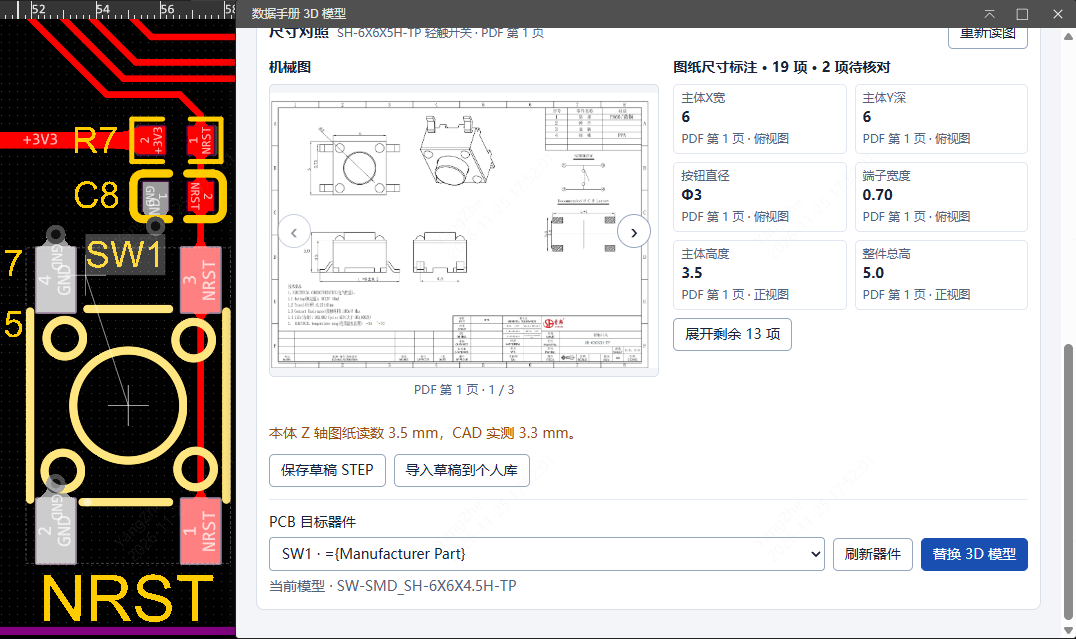 52 54 56 58
+3V3
R7
2
+3V3
1
NRST
C8
1
GND
NRST
2
SW1
7
5
4
GND
3
NRST
2
GND
1
NRST
NRST
数据手册 3D 模型
尺寸对照 SH-6X6X5H-TP 轻触开关 · PDF 第 1 页
重新读图
机械图
PDF 第 1 页 · 1 / 3
图纸尺寸标注 • 19 项 • 2 项待核对
主体X宽
6
PDF 第 1 页 · 俯视图
主体Y深
6
PDF 第 1 页 · 俯视图
按钮直径
Φ3
PDF 第 1 页 · 俯视图
端子宽度
0.70
PDF 第 1 页 · 俯视图
主体高度
3.5
PDF 第 1 页 · 正视图
整件总高
5.0
PDF 第 1 页 · 正视图
展开剩余 13 项
本体 Z 轴图纸读数 3.5 mm，CAD 实测 3.3 mm。
保存草稿 STEP
导入草稿到个人库
PCB 目标器件
SW1 · ={Manufacturer Part}
刷新器件
替换 3D 模型
当前模型 · SW-SMD_SH-6X6X4.5H-TP